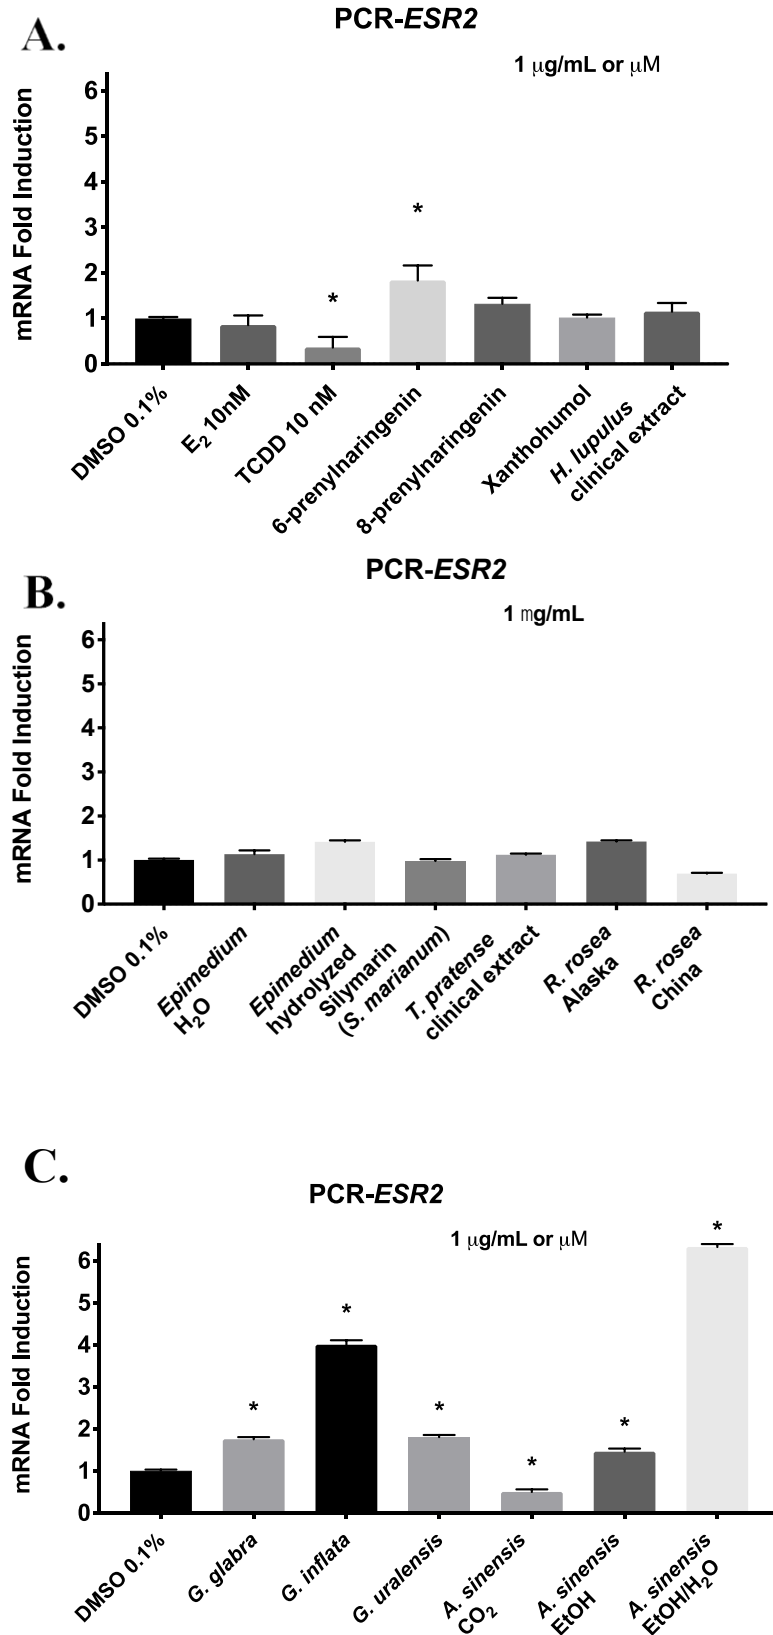 A.
PCR-ESR2
1 µg/mL or µM
mRNA Fold Induction
6
5
4
3
2
1
0
*
*
DMSO 0.1%
E₂ 10nM
TCDD 10 nM
6-prenylnaringenin
8-prenylnaringenin
Xanthohumol
H. lupulus
clinical extract
B.
PCR-ESR2
1 mg/mL
mRNA Fold Induction
6
5
4
3
2
1
0
DMSO 0.1%
Epimedium
H₂O
Epimedium
hydrolyzed
Silymarin
(S. marianum)
T. pratense
clinical extract
R. rosea
Alaska
R. rosea
China
C.
PCR-ESR2
1 µg/mL or µM
mRNA Fold Induction
6
5
4
3
2
1
0
*
*
*
*
*
*
DMSO 0.1%
G. glabra
G. inflata
G. uralensis
A. sinensis
CO₂
A. sinensis
EtOH
A. sinensis
EtOH/H₂O